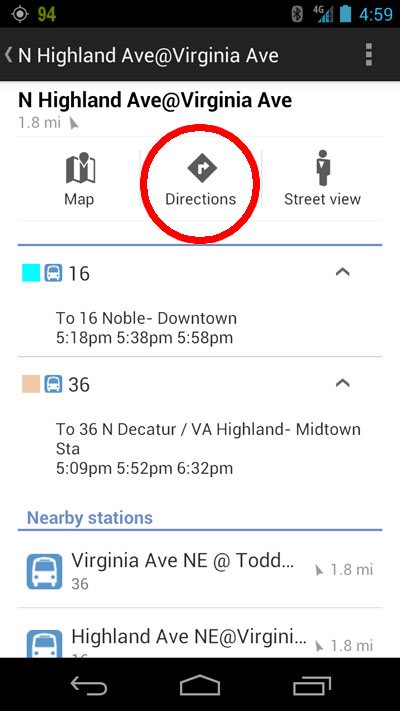 94
4G
4:59
N Highland Ave@Virginia Ave
N Highland Ave@Virginia Ave
1.8 mi
Map
Directions
Street view
16
To 16 Noble- Downtown
5:18pm 5:38pm 5:58pm
36
To 36 N Decatur / VA Highland- Midtown
Sta
5:09pm 5:52pm 6:32pm
Nearby stations
Virginia Ave NE @ Todd...
1.8 mi
36
Highland Ave NE@Virgini...
1.8 mi
16